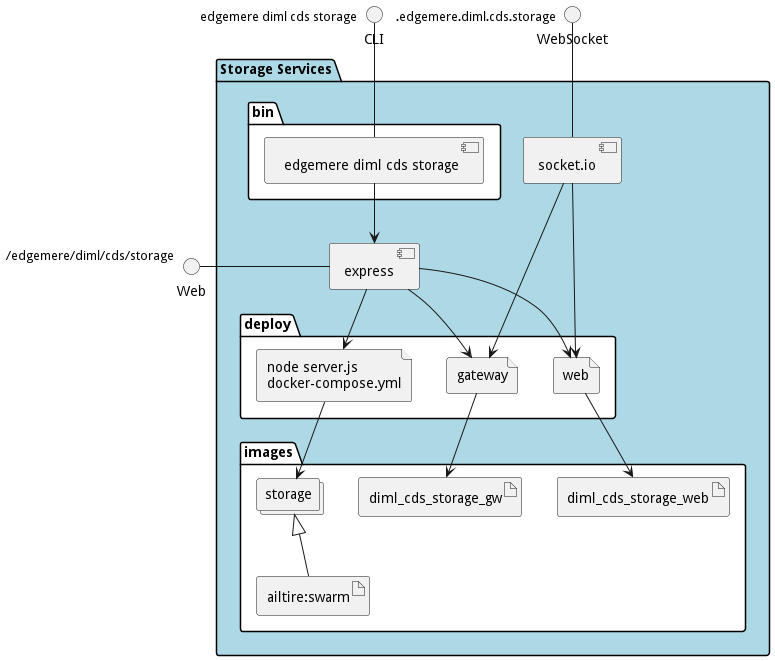 edgemere diml cds storage
.edgemere.diml.cds.storage
CLI
WebSocket
Storage Services
bin
edgemere diml cds storage
socket.io
/edgemere/diml/cds/storage
express
Web
deploy
node server.js
docker-compose.yml
gateway
web
images
storage
diml_cds_storage_gw
diml_cds_storage_web
ailtire:swarm